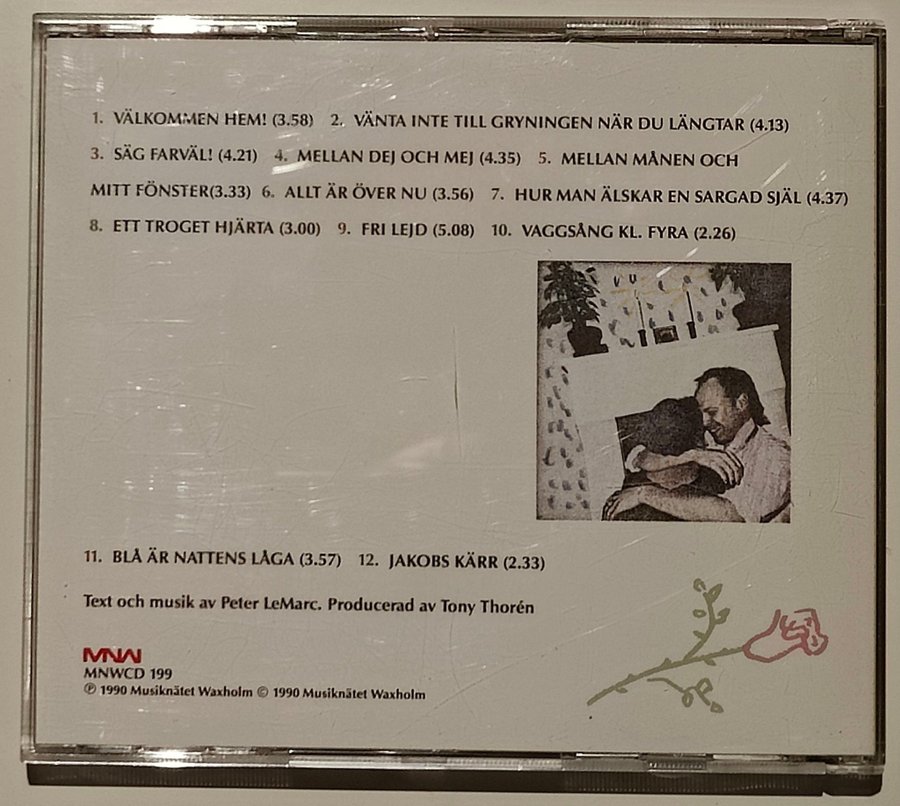 1. VÄLKOMMEN HEM! (3.58) 2. VÄNTA INTE TILL GRYNINGEN NÄR DU LÄNGTAR (4.13)
3. SÄG FARVÄL! (4.21) 4. MELLAN DEJ OCH MEJ (4.35) 5. MELLAN MÅNEN OCH
MITT FÖNSTER(3.33) 6. ALLT ÄR ÖVER NU (3.56) 7. HUR MAN ÄLSKAR EN SARGAD SJÄL (4.37)
8. ETT TROGET HJÄRTA (3.00) 9. FRI LEJD (5.08) 10. VAGGSÅNG KL. FYRA (2.26)
11. BLÅ ÄR NATTENS LÅGA (3.57) 12. JAKOBS KÄRR (2.33)
Text och musik av Peter LeMarc. Producerad av Tony Thorén
MNW
MNWCD 199
℗ 1990 Musiknätet Waxholm © 1990 Musiknätet Waxholm